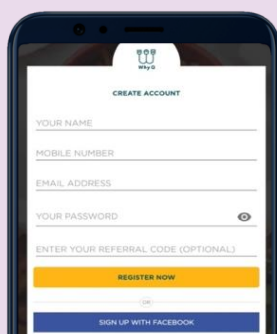 Why Q
CREATE ACCOUNT
YOUR NAME
MOBILE NUMBER
EMAIL ADDRESS
YOUR PASSWORD
ENTER YOUR REFERRAL CODE (OPTIONAL)
REGISTER NOW
OR
SIGN UP WITH FACEBOOK